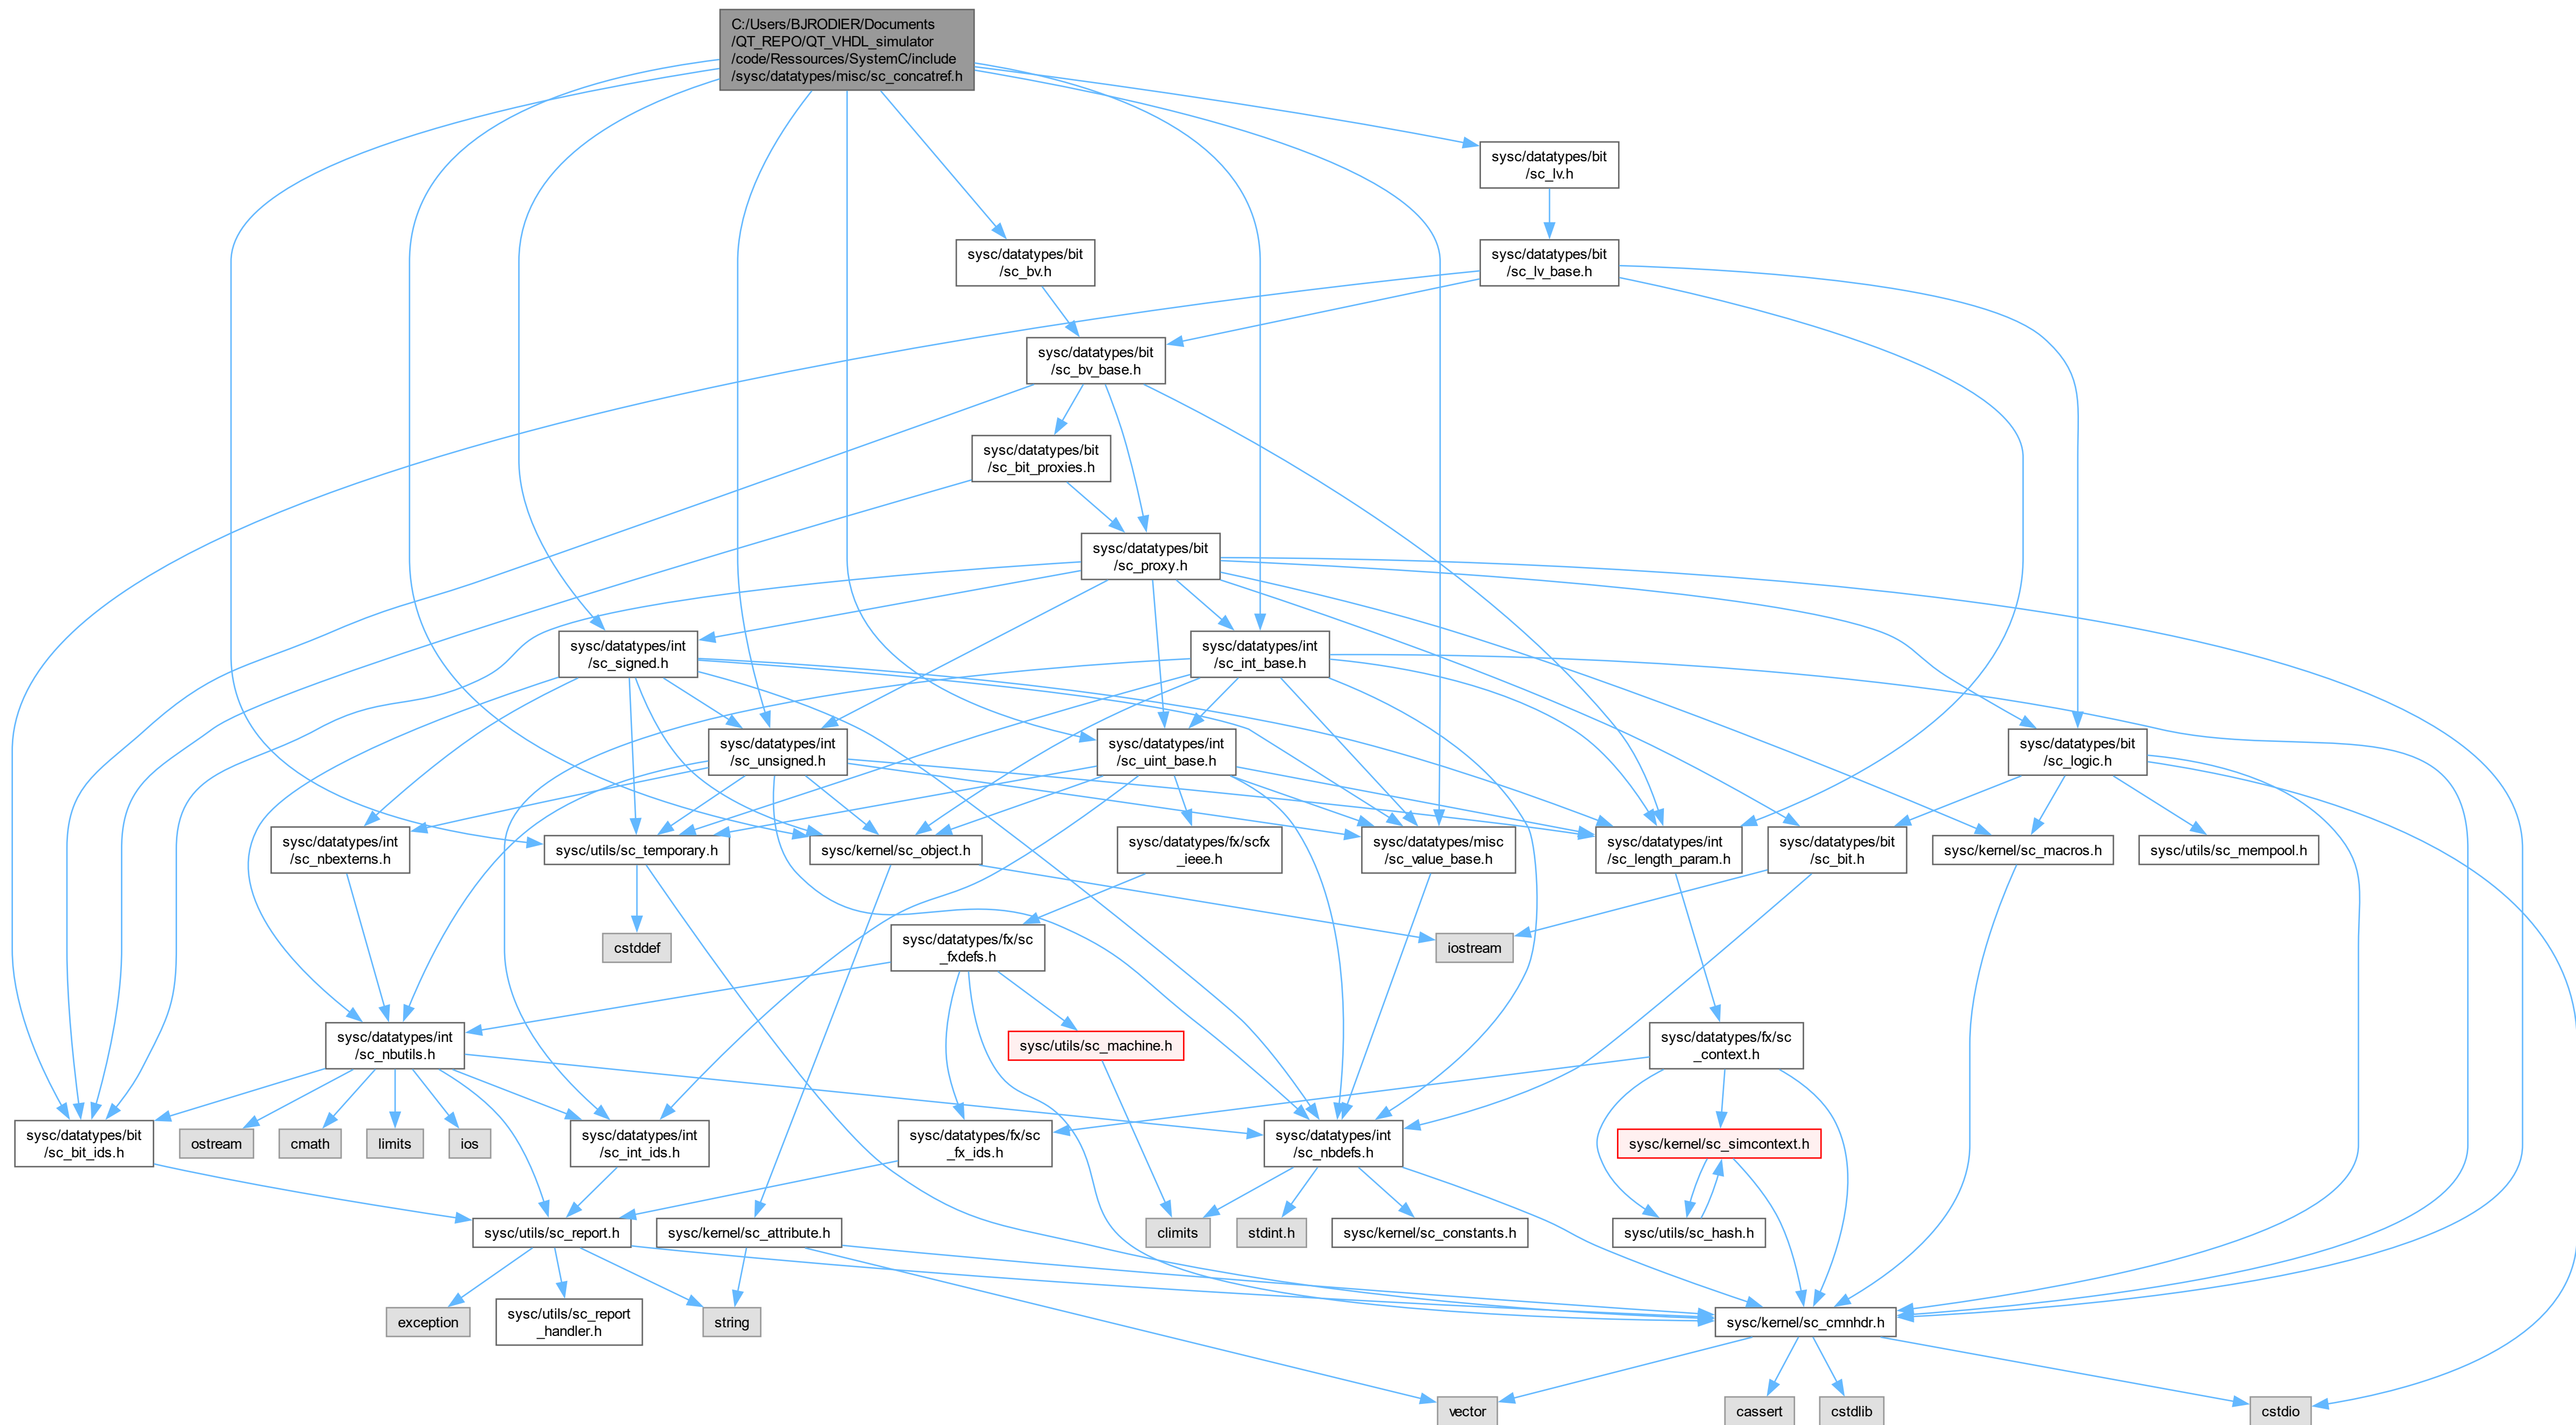 C:/Users/BJRODIER/Documents
/QT_REPO/QT_VHDL_simulator
/code/Ressources/SystemC/include
/sysc/datatypes/misc/sc_concatref.h
sysc/datatypes/bit
/sc_lv.h
sysc/datatypes/bit
/sc_bv.h
sysc/datatypes/bit
/sc_lv_base.h
sysc/datatypes/bit
/sc_bv_base.h
sysc/datatypes/bit
/sc_bit_proxies.h
sysc/datatypes/bit
/sc_proxy.h
sysc/datatypes/int
/sc_signed.h
sysc/datatypes/int
/sc_int_base.h
sysc/datatypes/int
/sc_unsigned.h
sysc/datatypes/int
/sc_uint_base.h
sysc/datatypes/bit
/sc_logic.h
sysc/datatypes/int
/sc_nbexterns.h
sysc/utils/sc_temporary.h
sysc/kernel/sc_object.h
sysc/datatypes/fx/scfx
_ieee.h
sysc/datatypes/misc
/sc_value_base.h
sysc/datatypes/int
/sc_length_param.h
sysc/datatypes/bit
/sc_bit.h
sysc/kernel/sc_macros.h
sysc/utils/sc_mempool.h
cstddef
sysc/datatypes/fx/sc
_fxdefs.h
iostream
sysc/datatypes/int
/sc_nbutils.h
sysc/utils/sc_machine.h
sysc/datatypes/fx/sc
_context.h
sysc/datatypes/bit
/sc_bit_ids.h
ostream
cmath
limits
ios
sysc/datatypes/int
/sc_int_ids.h
sysc/datatypes/fx/sc
_fx_ids.h
sysc/datatypes/int
/sc_nbdefs.h
sysc/kernel/sc_simcontext.h
sysc/utils/sc_report.h
sysc/kernel/sc_attribute.h
climits
stdint.h
sysc/kernel/sc_constants.h
sysc/utils/sc_hash.h
exception
sysc/utils/sc_report
_handler.h
string
sysc/kernel/sc_cmnhdr.h
vector
cassert
cstdlib
cstdio